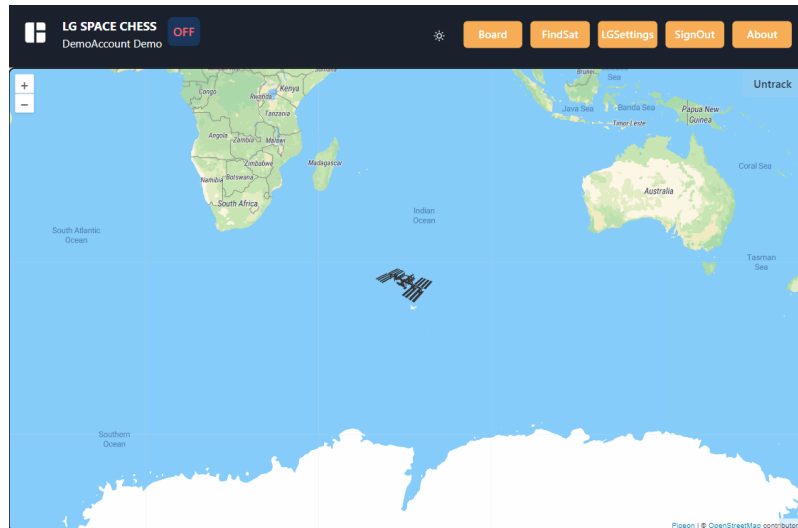 LG SPACE CHESS
DemoAccount Demo
OFF
Board
FindSat
LGSettings
SignOut
About
+
−
Untrack
Brunei
Sea
Congo
Rwanda
Kenya
Tanzania
Java Sea
Banda Sea
Papua New
Guinea
Timor-Leste
Angola
Zambia
Malawi
Zimbabwe
Madagascar
Namibia
Botswana
South Africa
Coral Sea
Australia
Indian
Ocean
South Atlantic
Ocean
Tasman
Sea
Southern
Ocean
Pigeon | © OpenStreetMap contributor